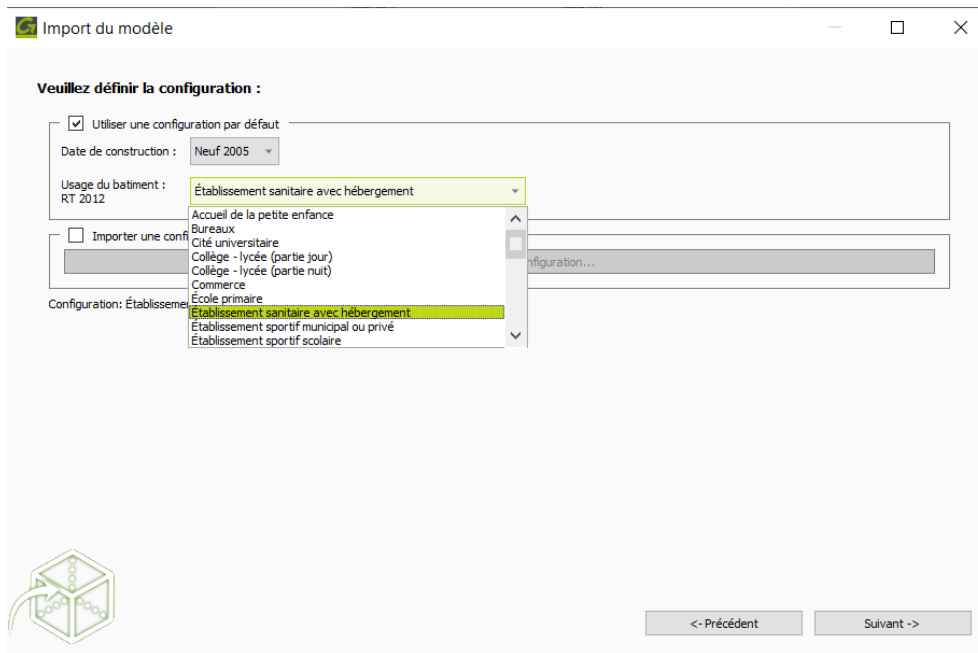 Import du modèle
Veuillez définir la configuration :
Utiliser une configuration par défaut
Date de construction : Neuf 2005
Usage du batiment :
RT 2012
Établissement sanitaire avec hébergement
Accueil de la petite enfance
Bureaux
Cité universitaire
Collège - lycée (partie jour)
Collège - lycée (partie nuit)
Commerce
École primaire
Établissement sanitaire avec hébergement
Établissement sportif municipal ou privé
Établissement sportif scolaire
Importer une
Configuration:
<- Précédent
Suivant ->